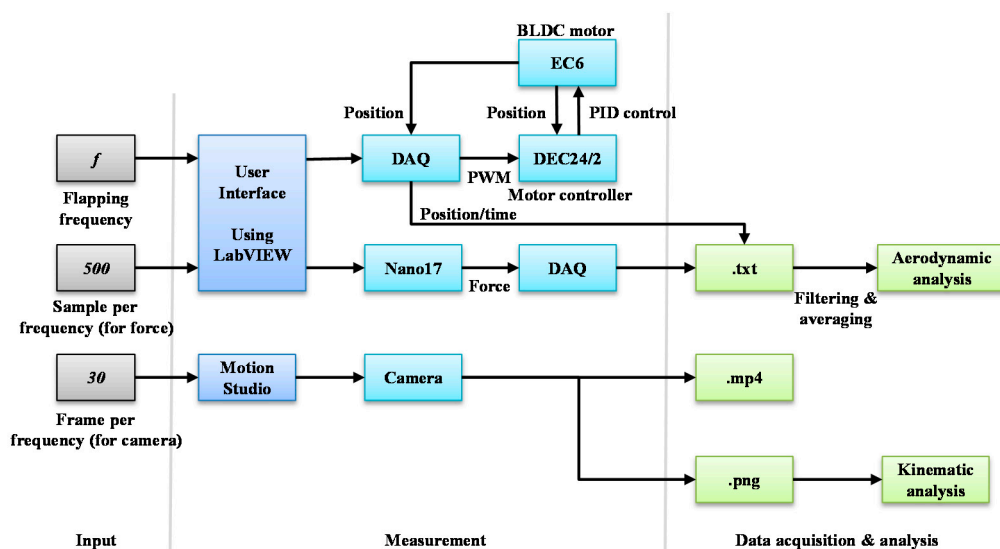 BLDC motor
EC6
Position
Position
PID control
f
User
Interface
Using
LabVIEW
DAQ
PWM
DEC24/2
Motor controller
Flapping
frequency
Position/time
500
Nano17
Force
DAQ
.txt
Filtering &
averaging
Aerodynamic
analysis
Sample per
frequency (for force)
30
Motion
Studio
Camera
.mp4
Frame per
frequency (for camera)
.png
Kinematic
analysis
Input
Measurement
Data acquisition & analysis